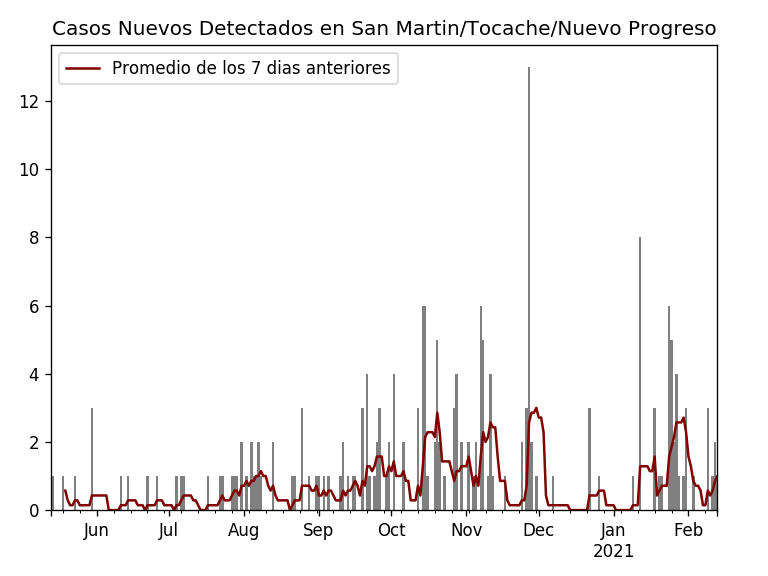 Casos Nuevos Detectados en San Martin/Tocache/Nuevo Progreso
Promedio de los 7 dias anteriores
12
10
8
6
4
2
0
Jun Jul Aug Sep Oct Nov Dec Jan Feb
2021